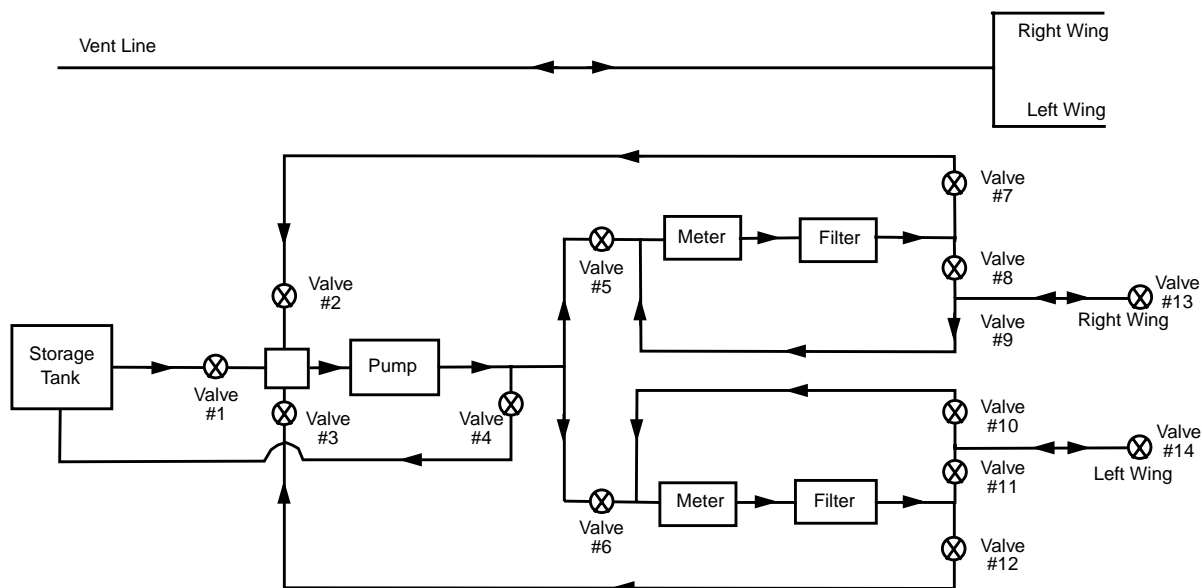 Vent Line
Right Wing
Left Wing
Valve
#7
Meter
Filter
Valve
#5
Valve
#8
Valve
#2
Valve
#13
Right Wing
Valve
#9
Storage
Tank
Pump
Valve
#1
Valve
#3
Valve
#4
Valve
#10
Valve
#14
Left Wing
Valve
#11
Meter
Filter
Valve
#6
Valve
#12